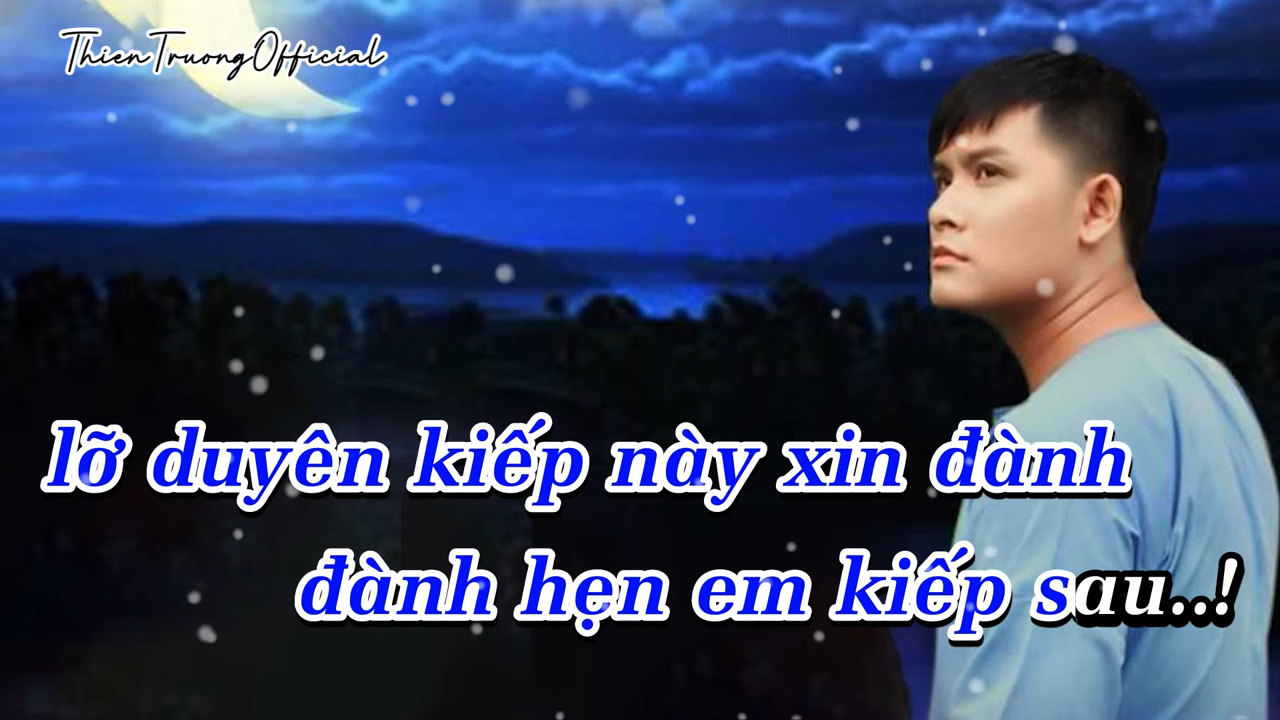 ThienTruongOfficial
lỡ duyên kiếp này xin đành
đành hẹn em kiếp sau..!